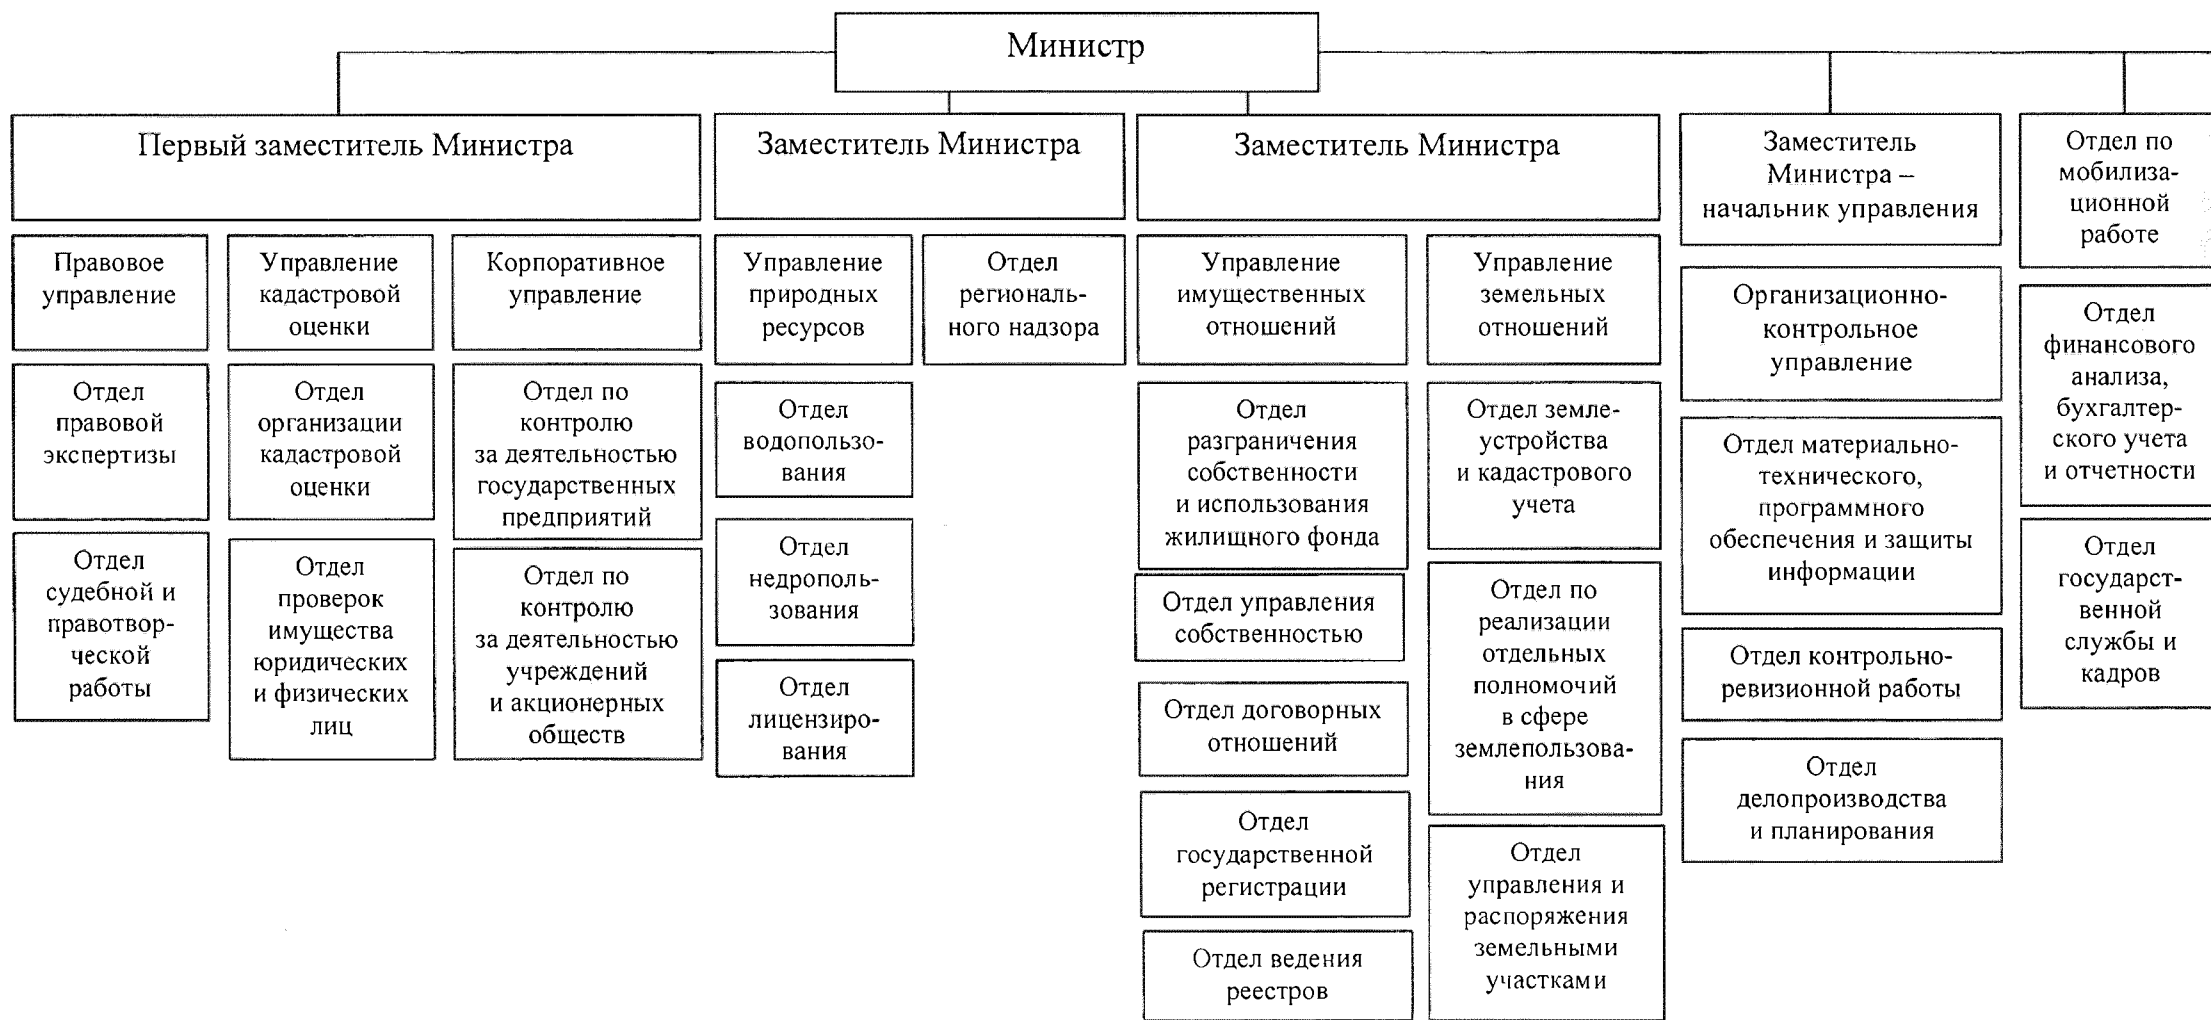 Министр
Первый заместитель Министра
Заместитель Министра
Заместитель Министра
Заместитель
Министра –
начальник управления
Отдел по
мобилиза-
ционной
работе
Правовое
управление
Управление
кадастровой
оценки
Корпоративное
управление
Управление
природных
ресурсов
Отдел
региональ-
ного надзора
Управление
имущественных
отношений
Управление
земельных
отношений
Организационно-
контрольное
управление
Отдел
финансового
анализа,
бухгалтер-
ского учета
и отчетности
Отдел
правовой
экспертизы
Отдел
организации
кадастровой
оценки
Отдел по
контролю
за деятельностью
государственных
предприятий
Отдел
водопользо-
вания
Отдел
разграничения
собственности
и использования
жилищного фонда
Отдел земле-
устройства
и кадастрового
учета
Отдел материально-
технического,
программного
обеспечения и защиты
информации
Отдел
государст-
венной
службы и
кадров
Отдел
судебной и
правотвор-
ческой
работы
Отдел
проверок
имущества
юридических
и физических
лиц
Отдел по
контролю
за деятельностью
учреждений
и акционерных
обществ
Отдел
недрополь-
зования
Отдел
лицензиро-
вания
Отдел управления
собственностью
Отдел договорных
отношений
Отдел
государственной
регистрации
Отдел ведения
реестров
Отдел по
реализации
отдельных
полномочий
в сфере
землепользова-
ния
Отдел
управления и
распоряжения
земельными
участками
Отдел контрольно-
ревизионной работы
Отдел
делопроизводства
и планирования